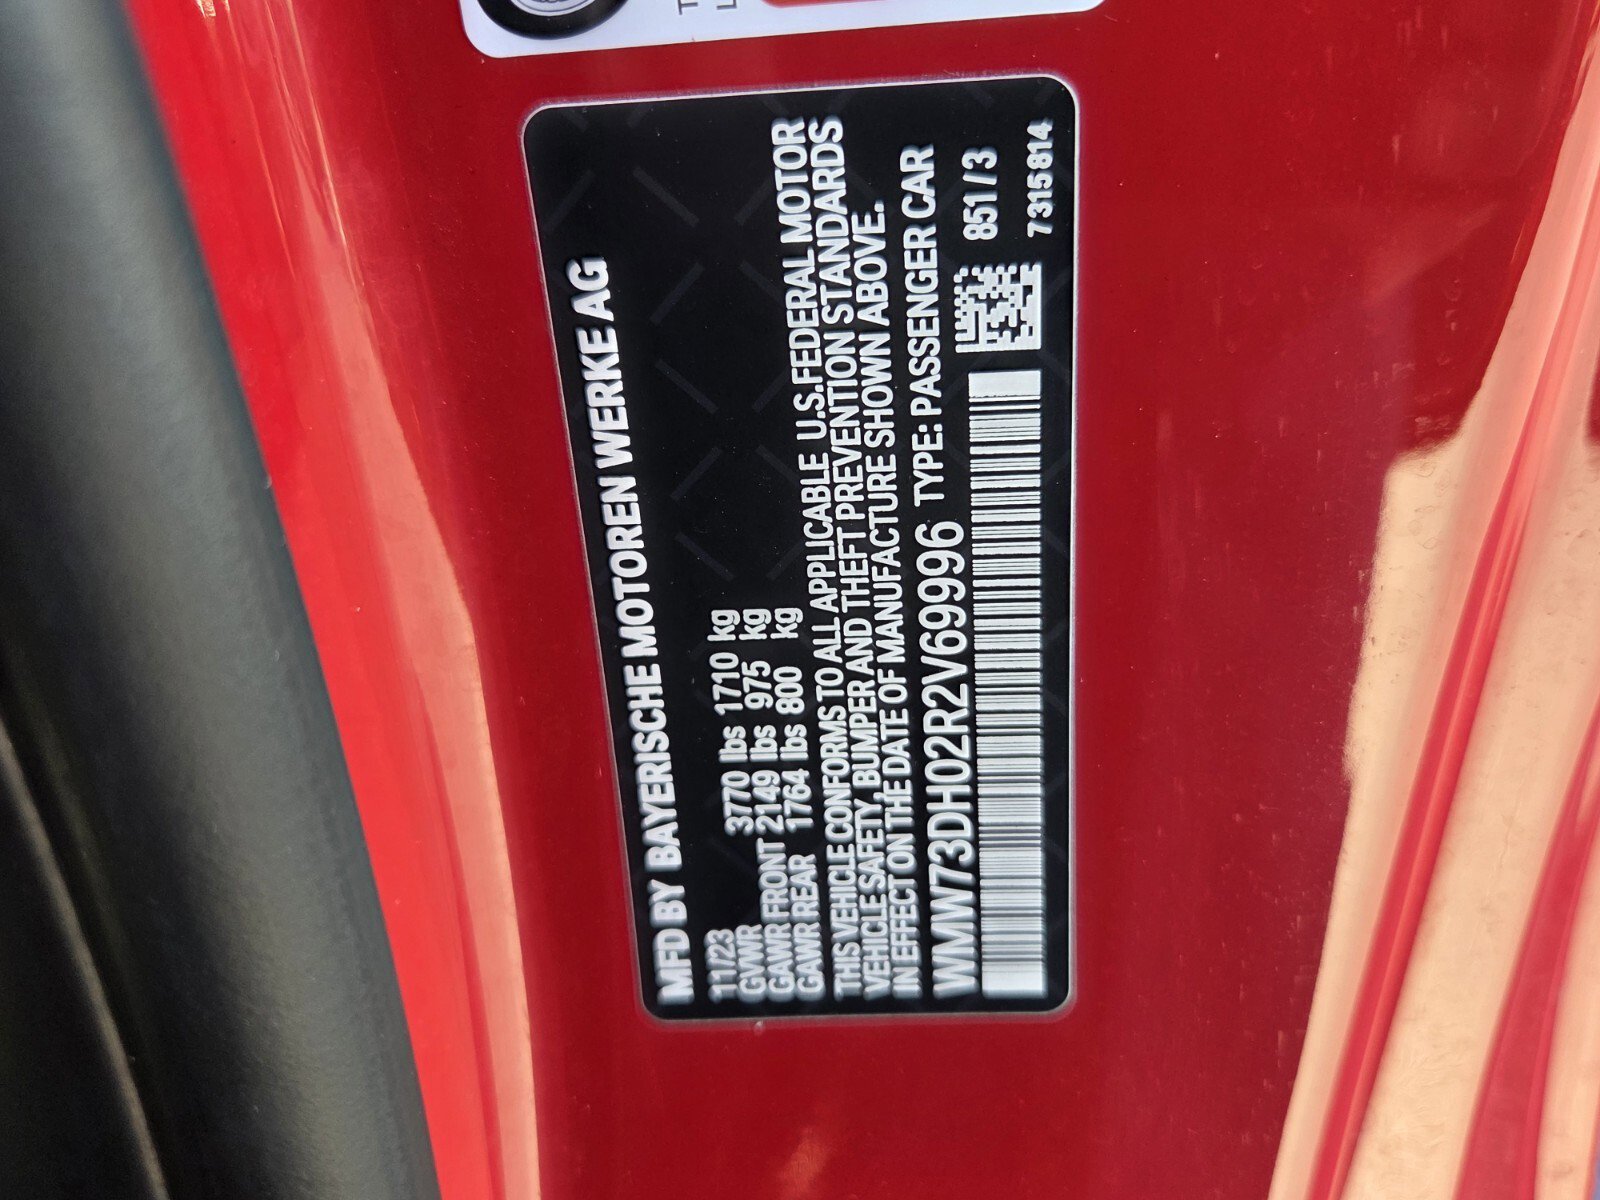 MFD BY BAYERISCHE MOTOREN WERKE AG
11/23
GVWR 3770 lbs 1710 kg
GAWR FRONT 2149 lbs 975 kg
GAWR REAR 1764 lbs 800 kg
THIS VEHICLE CONFORMS TO ALL APPLICABLE U.S.FEDERAL MOTOR
VEHICLE SAFETY, BUMPER AND THEFT PREVENTION STANDARDS
IN EFFECT ON THE DATE OF MANUFACTURE SHOWN ABOVE.
WMW73DH02R2V69996 TYPE: PASSENGER CAR
851/3
7315814